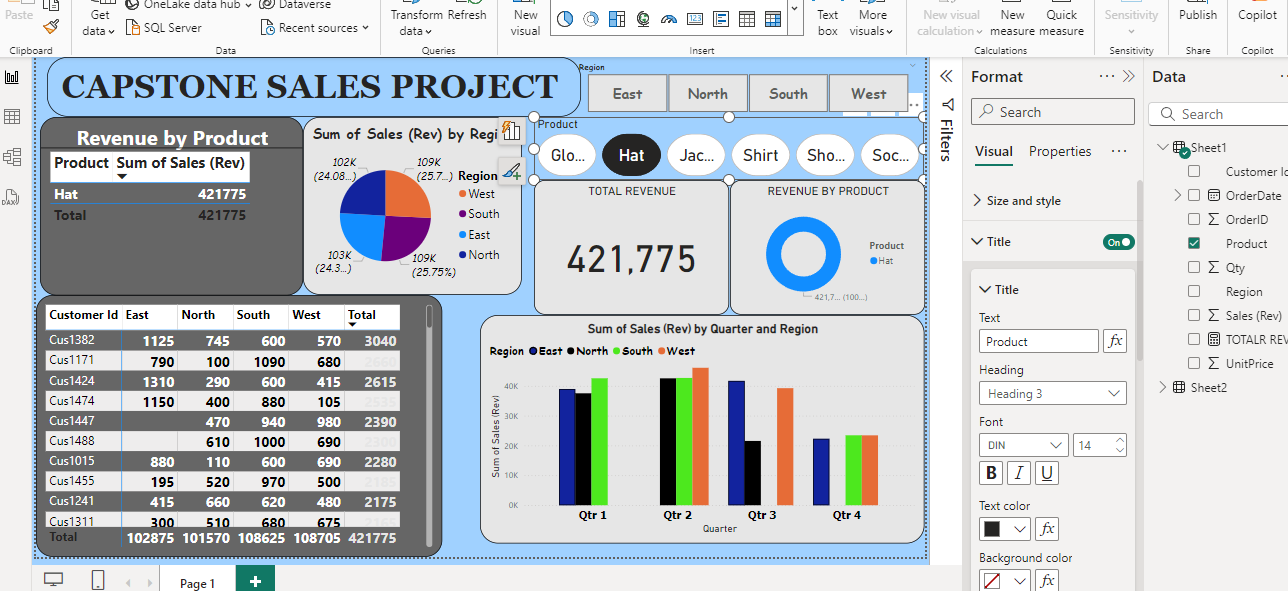 Paste
Get data
OneLake data hub
SQL Server
Dataverse
Recent sources
Transform data
Refresh
New visual
Text box
More visuals
New visual calculation
New measure
Quick measure
Sensitivity
Publish
Copilot
Clipboard
Data
Queries
Insert
Calculations
Sensitivity
Share
Copilot
CAPSTONE SALES PROJECT
Region
East North South West
Revenue by Product
Product Sum of Sales (Rev)
Hat 421775
Total 421775
Sum of Sales (Rev) by Regi
102K
(24.08...)
109K
(25.7...)
103K
(24.3...)
109K
(25.75%)
Region
West
South
East
North
Product
Glo... Hat Jac... Shirt Sho... Soc...
TOTAL REVENUE
421,775
REVENUE BY PRODUCT
Product
Hat
421,7... (100...)
Customer Id East North South West Total
Cus1382 1125 745 600 570 3040
Cus1171 790 100 1090 680 2660
Cus1424 1310 290 600 415 2615
Cus1474 1150 400 880 105 2535
Cus1447 470 940 980 2390
Cus1488 610 1000 690 2300
Cus1015 880 110 600 690 2280
Cus1455 195 520 970 500 2185
Cus1241 415 660 620 480 2175
Cus1311 300 510 680 675
Total 102875 101570 108625 108705 421775
Sum of Sales (Rev) by Quarter and Region
Region East North South West
Sum of Sales (Rev)
40K
30K
20K
10K
0K
Qtr 1 Qtr 2 Qtr 3 Qtr 4
Quarter
Page 1
Filters
Format
Search
Visual Properties
Size and style
Title On
Title
Text
Product
fx
Heading
Heading 3
Font
DIN 14
B I U
Text color
fx
Background color
fx
Data
Search
Sheet1
Customer Id
OrderDate
OrderID
Product
Qty
Region
Sales (Rev)
TOTALR REV
UnitPrice
Sheet2